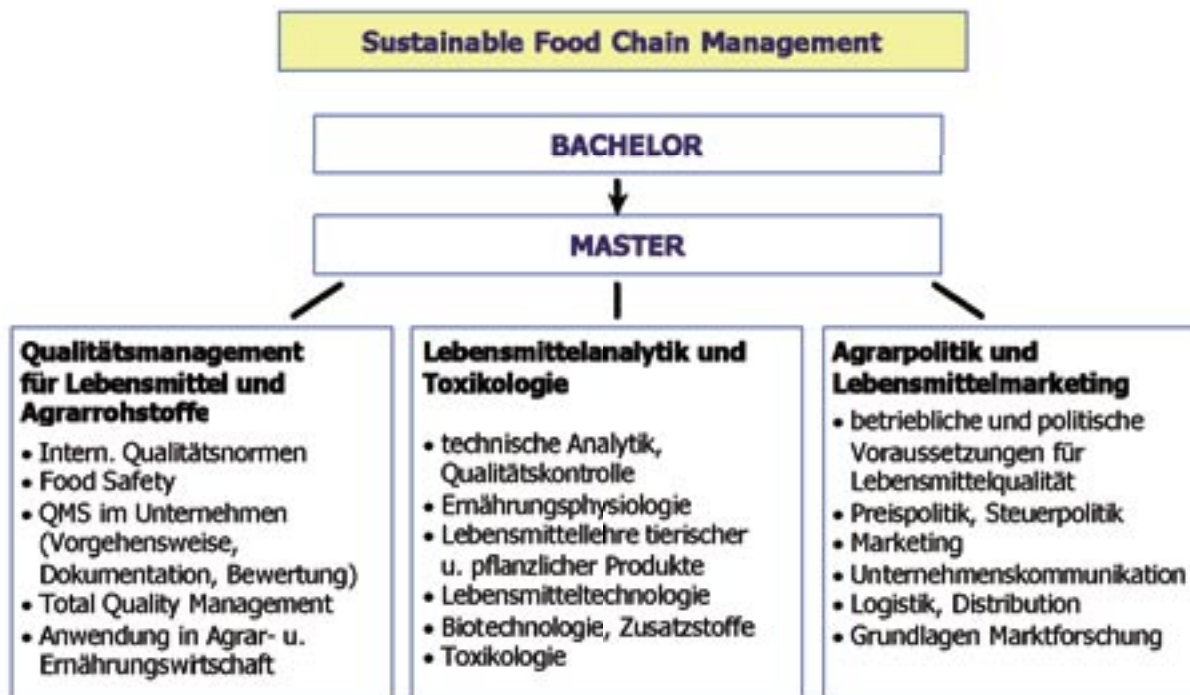 Sustainable Food Chain Management
BACHELOR
MASTER
Qualitätsmanagement
für Lebensmittel und
Agrarrohstoffe
• Intern. Qualitätsnormen
• Food Safety
• QMS im Unternehmen
(Vorgehensweise,
Dokumentation, Bewertung)
• Total Quality Management
• Anwendung in Agrar- u.
Ernährungswirtschaft
Lebensmittelanalytik und
Toxikologie
• technische Analytik,
Qualitätskontrolle
• Ernährungsphysiologie
• Lebensmittellehre tierischer
u. pflanzlicher Produkte
• Lebensmitteltechnologie
• Biotechnologie, Zusatzstoffe
• Toxikologie
Agrarpolitik und
Lebensmittelmarketing
• betriebliche und politische
Voraussetzungen für
Lebensmittelqualität
• Preispolitik, Steuerpolitik
• Marketing
• Unternehmenskommunikation
• Logistik, Distribution
• Grundlagen Marktforschung